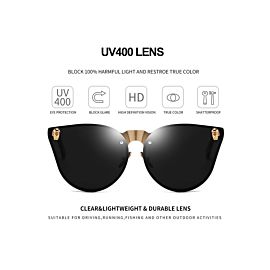 UV400 LENS
BLOCK 100% HARMFUL LIGHT AND RESTROE TRUE COLOR
UV 400
HD
EYE PROTECTION
BLOCK GLARE
HIGH DEFINITION VISION
TRUE COLOR
SHATTERPROOF
CLEAR&LIGHTWEIGHT & DURABLE LENS
SUITABLE FOR DRIVING,RUNNING,FISHING AND OTHER OUTDOOR ACTIVITIES